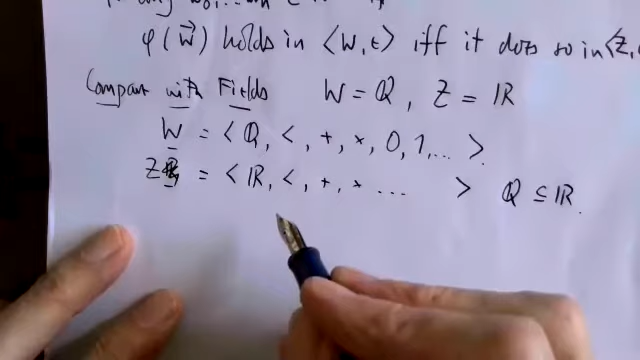 φ(w⃗) holds in ⟨W,ϵ⟩ iff it does so in ⟨Z,
Compare with Fields W = ℚ, Z = ℝ
W = ⟨ℚ, <, +, ×, 0, 1, ... ⟩.
Z = ⟨ℝ, <, +, × ... ⟩ ℚ ⊆ ℝ.